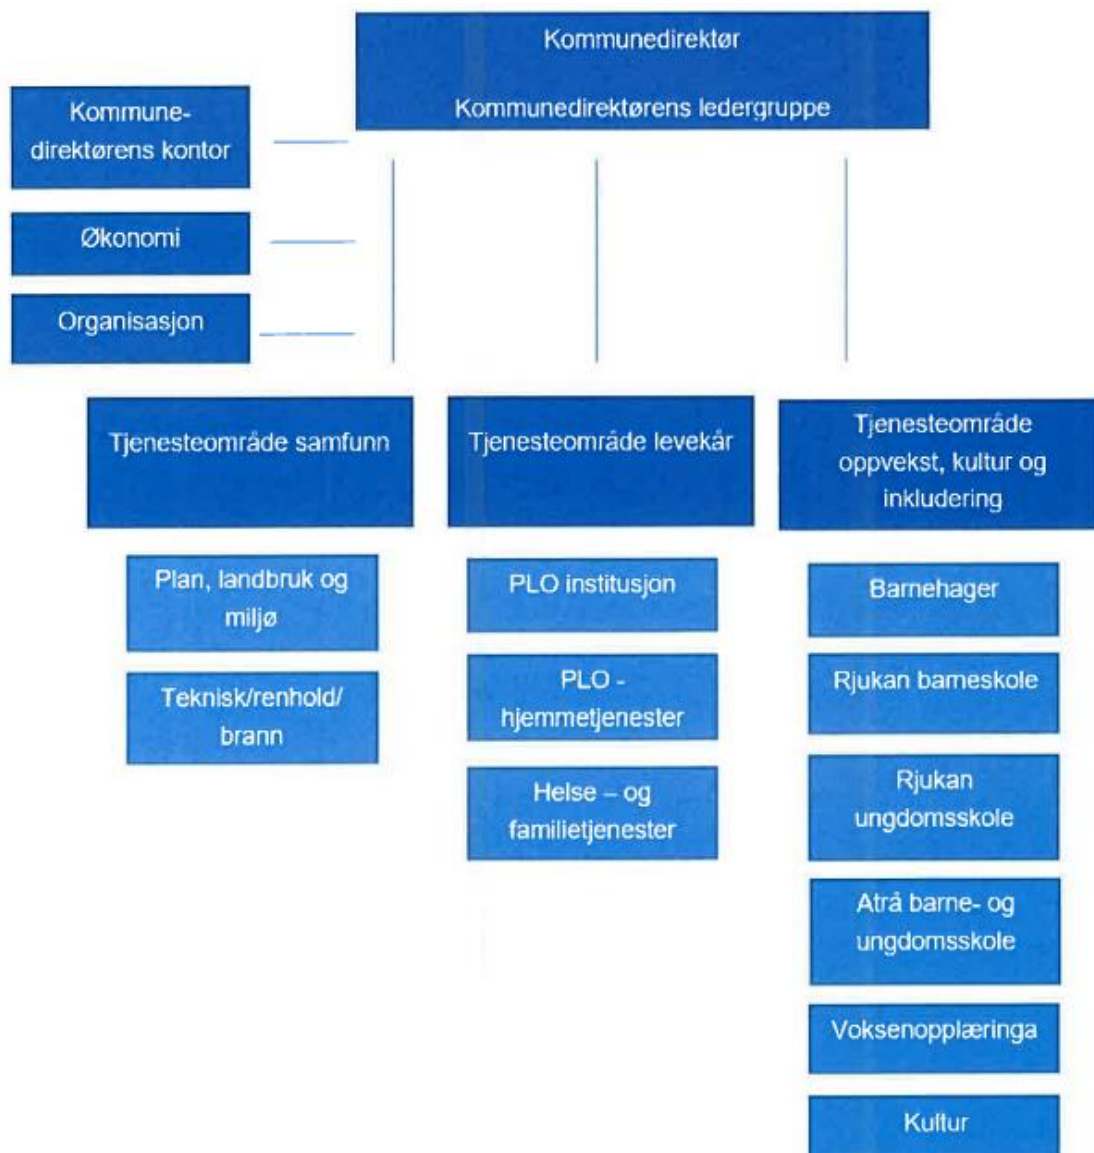 Kommunedirektør
Kommunedirektørens ledergruppe
Kommune-
direktørens kontor
Økonomi
Organisasjon
Tjenesteområde samfunn
Plan, landbruk og
miljø
Teknisk/renhold/
brann
Tjenesteområde levekår
PLO institusjon
PLO -
hjemmetjenester
Helse – og
familietjenester
Tjenesteområde
oppvekst, kultur og
inkludering
Barnehager
Rjukan barneskole
Rjukan
ungdomsskole
Atrå barne- og
ungdomsskole
Voksenopplæringa
Kultur